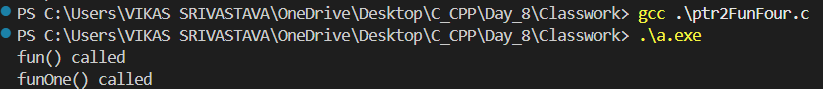 PS C:\Users\VIKAS SRIVASTAVA\OneDrive\Desktop\C_CPP\Day_8\Classwork> gcc .\ptr2FunFour.c
PS C:\Users\VIKAS SRIVASTAVA\OneDrive\Desktop\C_CPP\Day_8\Classwork> .\a.exe
fun() called
funOne() called